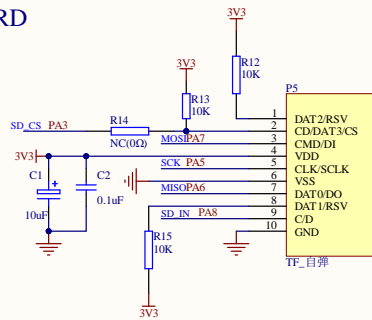 RD
3V3
R12
10K
3V3
R13
10K
P5
SD_CS PA3
R14
NC(0Ω)
MOSI PA7
3V3
SCK PA5
MISO PA6
SD_IN PA8
C1
+
10uF
C2
0.1uF
R15
10K
3V3
1 DAT2/RSV
2 CD/DAT3/CS
3 CMD/DI
4 VDD
5 CLK/SCLK
6 VSS
7 DAT0/DO
8 DAT1/RSV
9 C/D
10 GND
TF_自弹